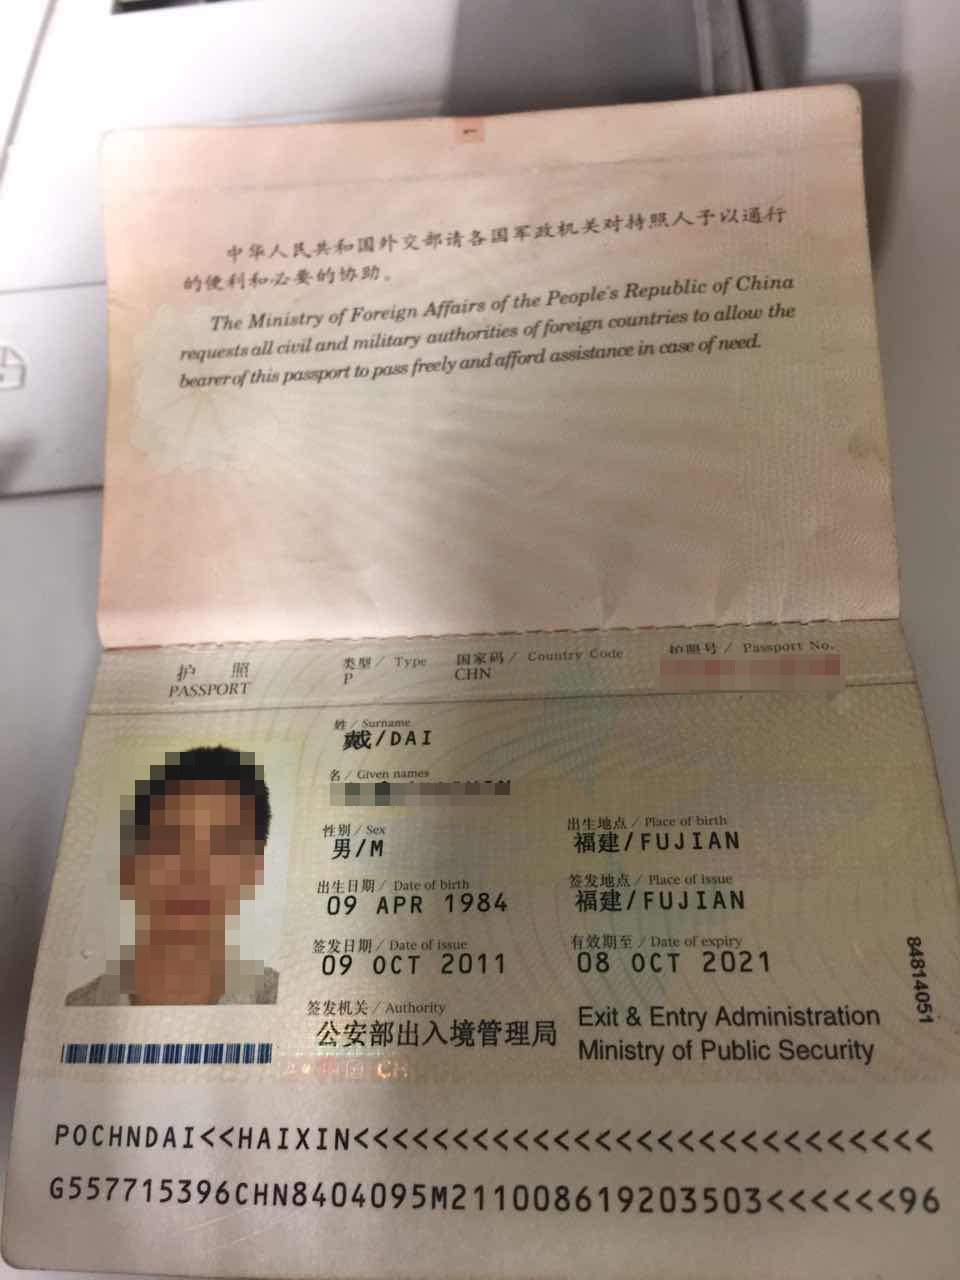 1
中华人民共和国外交部请各国军政机关对持照人予以通行
的便利和必要的协助。
The Ministry of Foreign Affairs of the People's Republic of China
requests all civil and military authorities of foreign countries to allow the
bearer of this passport to pass freely and afford assistance in case of need.
护 照 类型 / Type 国家码 / Country Code 护照号 / Passport No.
PASSPORT P CHN
姓 / Surname
戴/DAI
名 / Given names
性别 / Sex 出生地点 / Place of birth
男/M 福建/FUJIAN
出生日期 / Date of birth 签发地点 / Place of issue
09 APR 1984 福建/FUJIAN
签发日期 / Date of issue 有效期至 / Date of expiry
09 OCT 2011 08 OCT 2021
签发机关 / Authority
公安部出入境管理局 Exit & Entry Administration
Ministry of Public Security
84814051
POCHNDAI<<HAIXIN<<<<<<<<<<<<<<<<<<<<<<<<<<<<
G557715396CHN8404095M211008619203503<<<<<<96